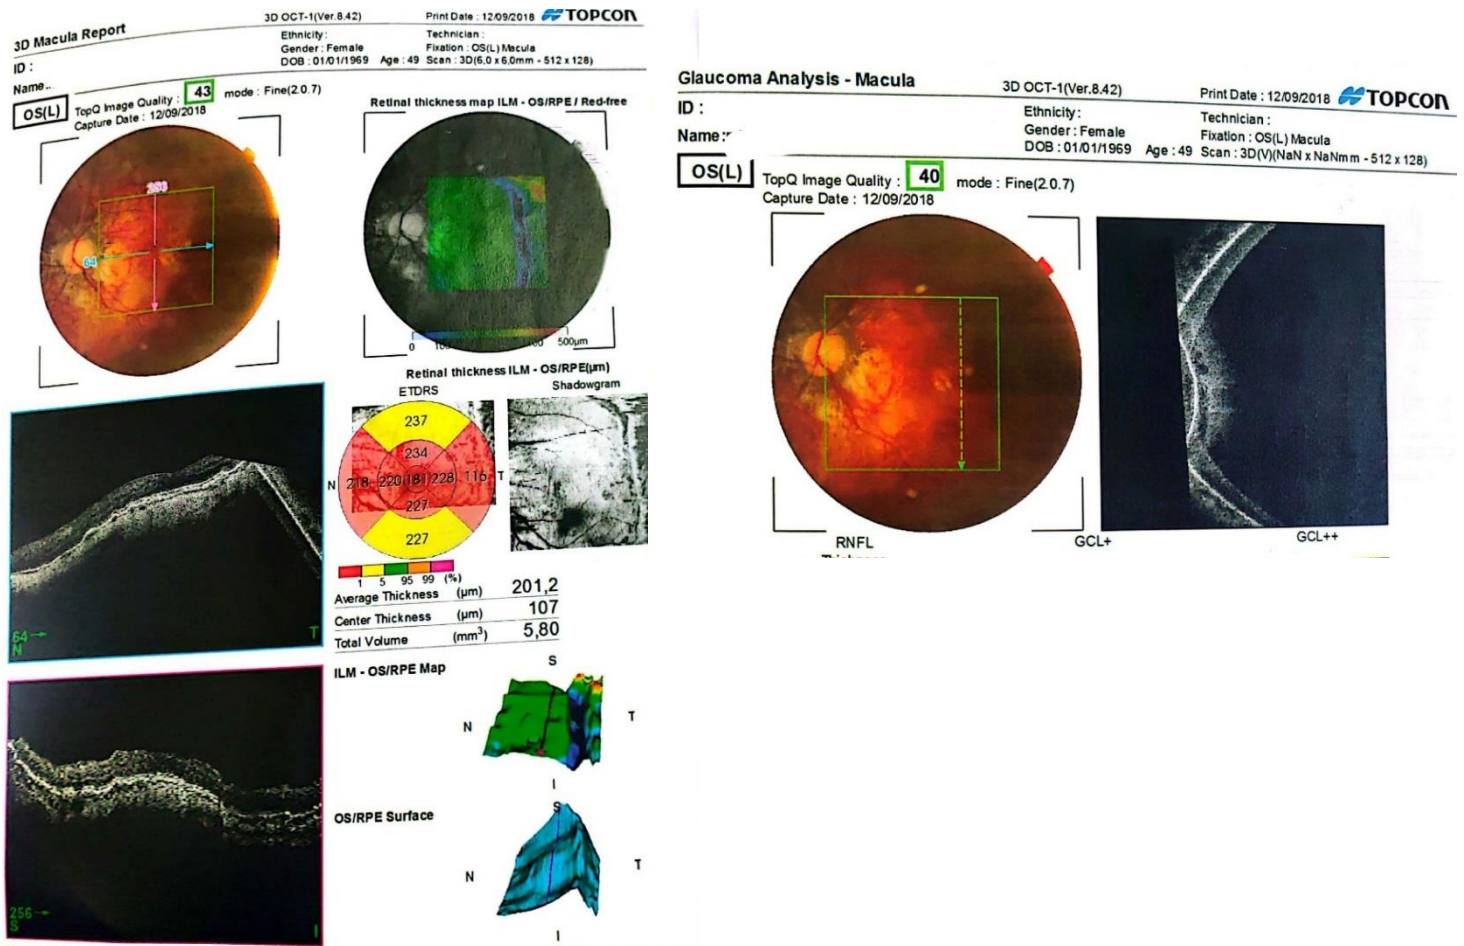 3D Macula Report
3D OCT-1(Ver.8.42)
Print Date : 12/09/2018 TOPCON
ID :
Ethnicity :
Technician :
Gender : Female
Fixation : OS(L) Macula
DOB : 01/01/1969 Age : 49 Scan : 3D(6.0 x 6.0mm - 512 x 128)
Name
OS(L)
TopQ Image Quality : 43 mode : Fine(2.0.7)
Capture Date : 12/09/2018
Retinal thickness map ILM - OS/RPE / Red-free
64
0
500µm
Retinal thickness ILM - OS/RPE(µm)
ETDRS
Shadowgram
237
234
N 218 220 181 228 116 T
227
227
1 5 95 99 (%)
Average Thickness (µm) 201,2
Center Thickness (µm) 107
Total Volume (mm³) 5,80
64
N
T
ILM - OS/RPE Map
S
N
T
I
OS/RPE Surface
S
N
T
I
256
S
I
Glaucoma Analysis - Macula
3D OCT-1(Ver.8.42)
Print Date : 12/09/2018 TOPCON
ID :
Ethnicity :
Technician :
Name :
Gender : Female
Fixation : OS(L) Macula
DOB : 01/01/1969 Age : 49 Scan : 3D(V)(NaN x NaNmm - 512 x 128)
OS(L)
TopQ Image Quality : 40 mode : Fine(2.0.7)
Capture Date : 12/09/2018
RNFL
GCL+
GCL++